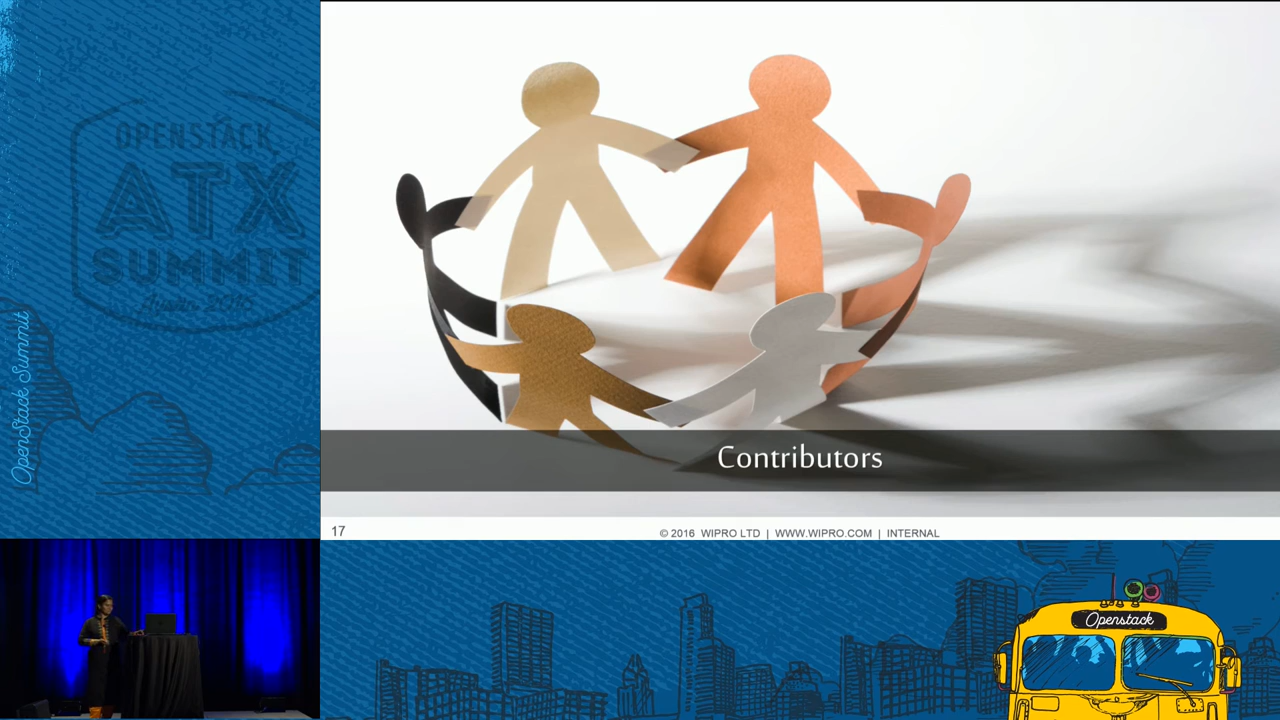 OPENSTACK
ATX
SUMMIT
Austin 2016
OpenStack Summit
Contributors
17
© 2016 WIPRO LTD | WWW.WIPRO.COM | INTERNAL
Openstack